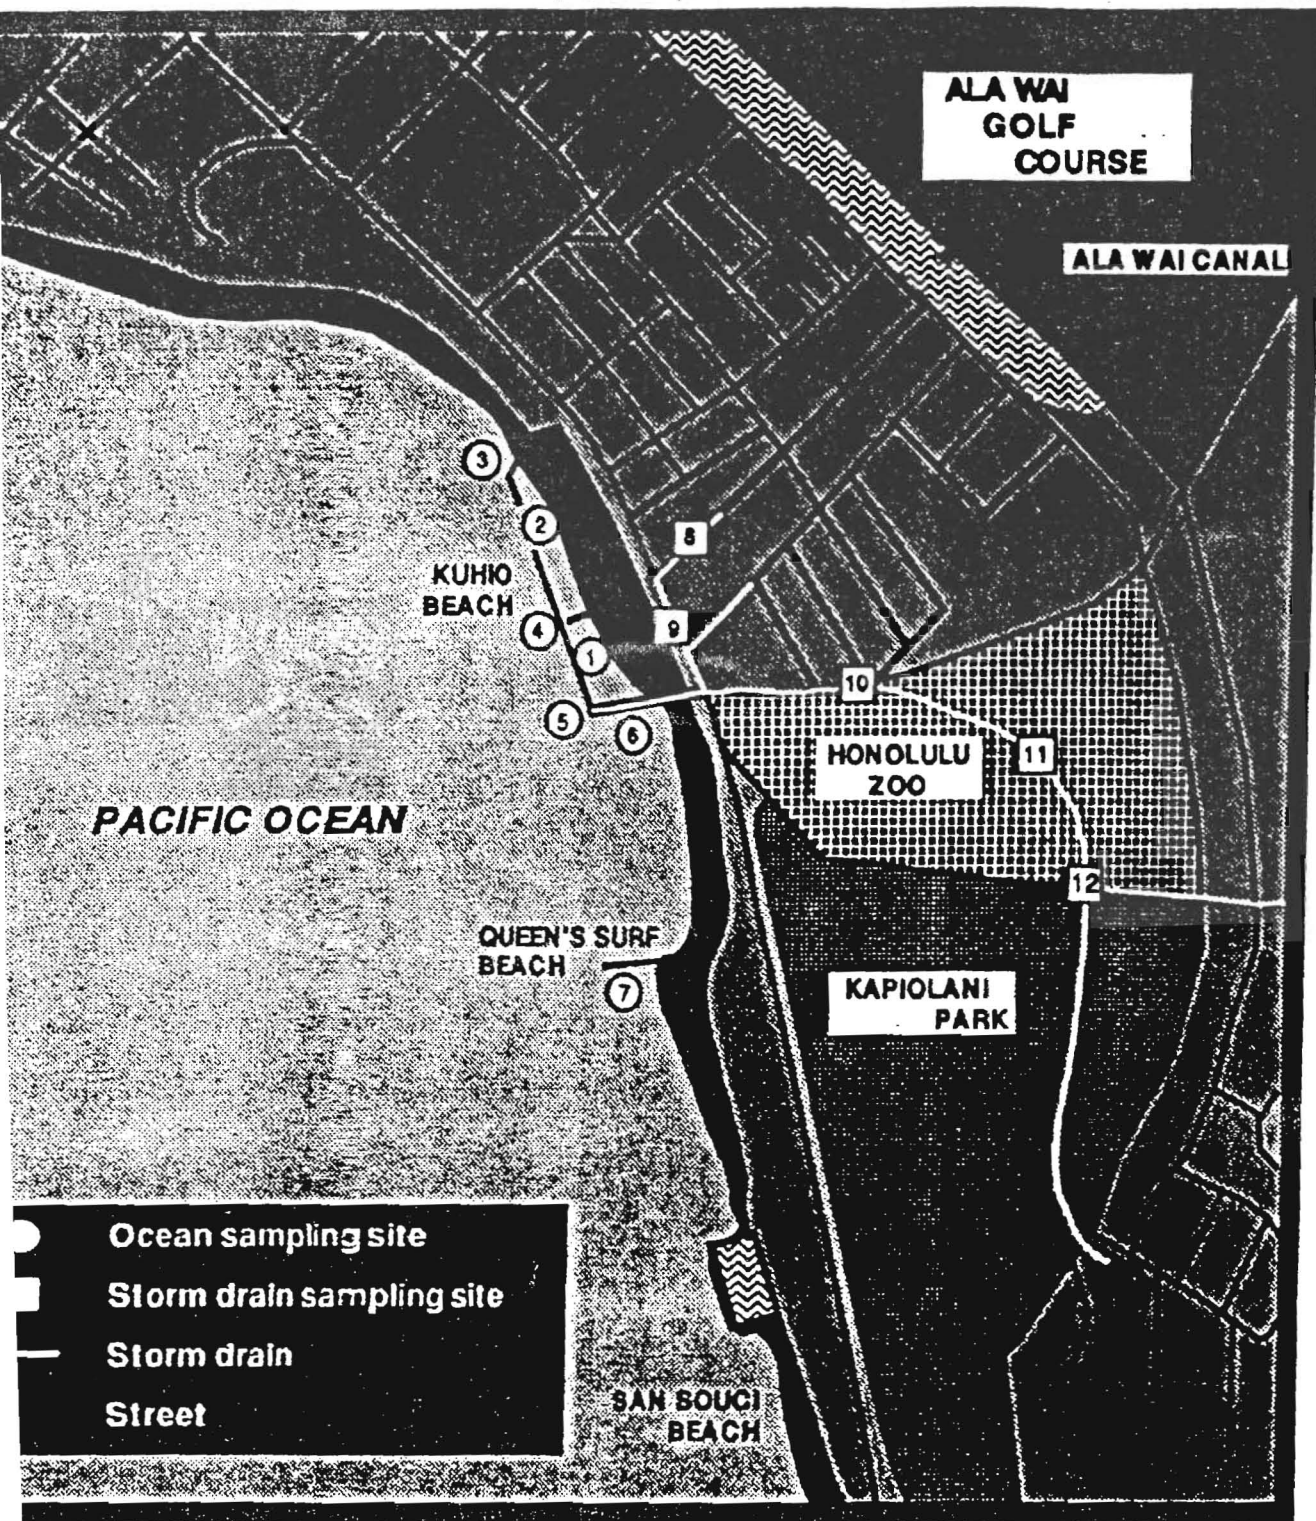 ALA WAI
GOLF
COURSE
ALA WAI CANAL
3
2
8
KUHIO
BEACH
4
9
1
10
5
6
11
HONOLULU
ZOO
PACIFIC OCEAN
12
QUEEN'S SURF
BEACH
7
KAPIOLANI
PARK
Ocean sampling site
Storm drain sampling site
Storm drain
Street
SAN SOUCI
BEACH